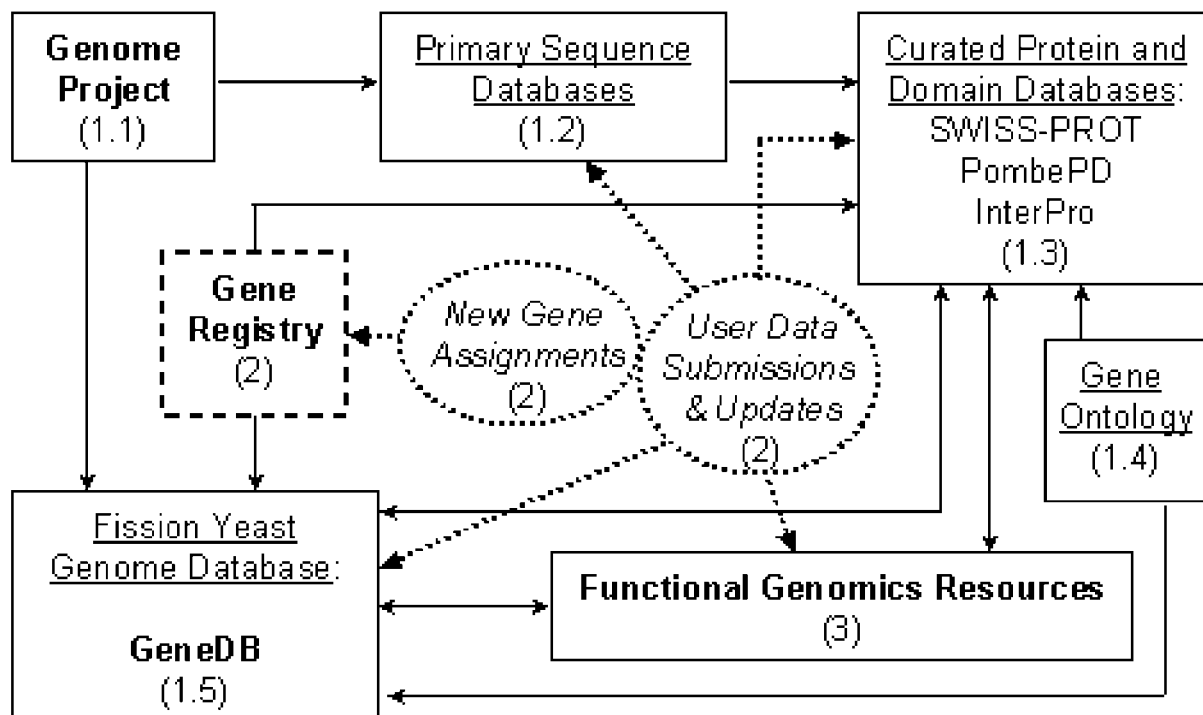 Genome
Project
(1.1)
Primary Sequence
Databases
(1.2)
Curated Protein and
Domain Databases:
SWISS-PROT
PombePD
InterPro
(1.3)
Gene
Registry
(2)
New Gene
Assignments
(2)
User Data
Submissions
& Updates
(2)
Gene
Ontology
(1.4)
Fission Yeast
Genome Database:
GeneDB
(1.5)
Functional Genomics Resources
(3)